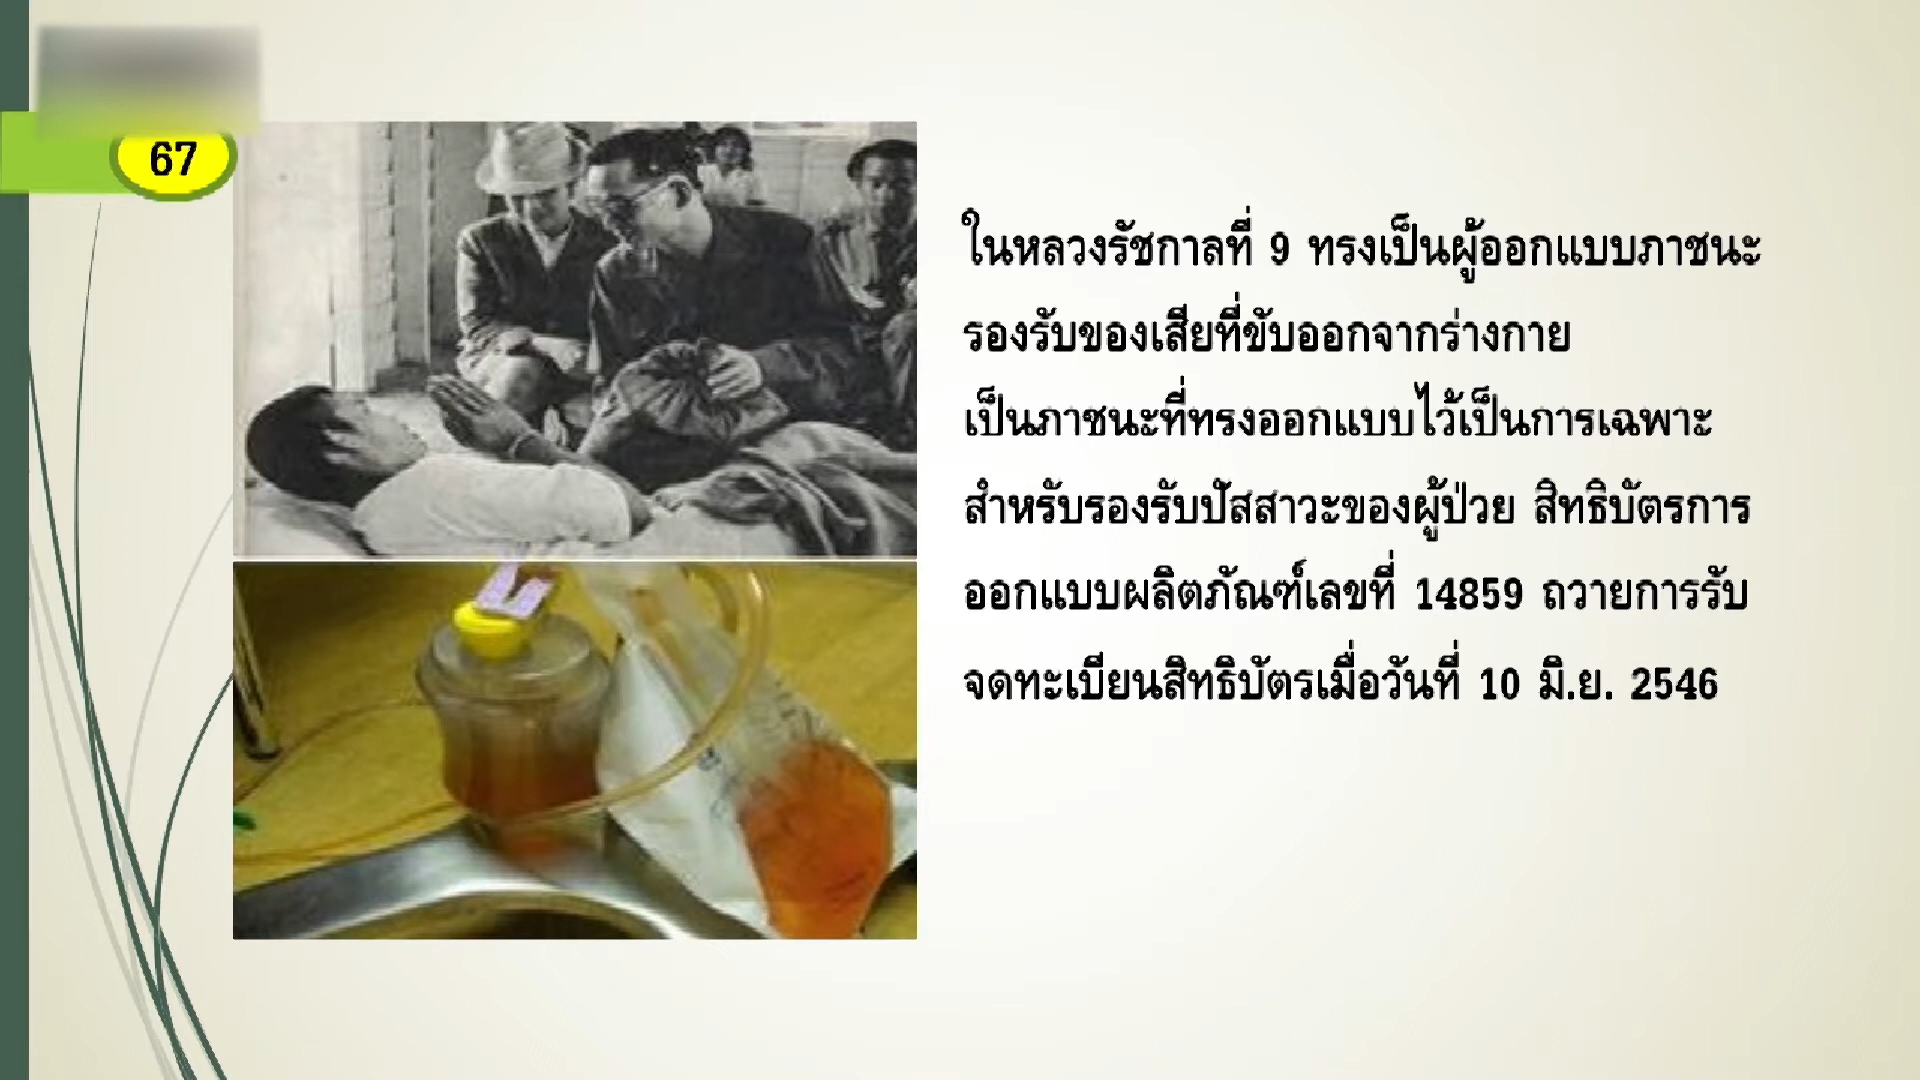 67
ในหลวงรัชกาลที่ 9 ทรงเป็นผู้ออกแบบภาชนะ
รองรับของเสียที่ขับออกจากร่างกาย
เป็นภาชนะที่ทรงออกแบบไว้เป็นการเฉพาะ
สำหรับรองรับปัสสาวะของผู้ป่วย สิทธิบัตรการ
ออกแบบผลิตภัณฑ์เลขที่ 14859 ถวายการรับ
จดทะเบียนสิทธิบัตรเมื่อวันที่ 10 มิ.ย. 2546